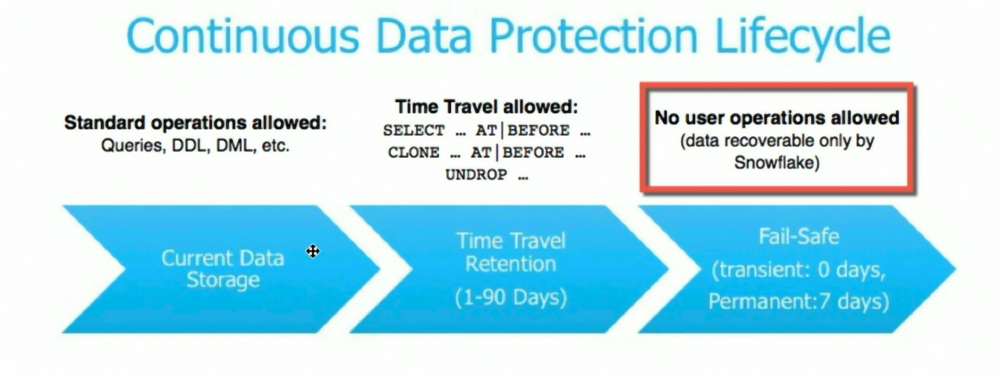 Continuous Data Protection Lifecycle
Standard operations allowed:
Queries, DDL, DML, etc.
Time Travel allowed:
SELECT … AT|BEFORE …
CLONE … AT|BEFORE …
UNDROP …
No user operations allowed
(data recoverable only by
Snowflake)
Current Data
Storage
Time Travel
Retention
(1-90 Days)
Fail-Safe
(transient: 0 days,
Permanent:7 days)